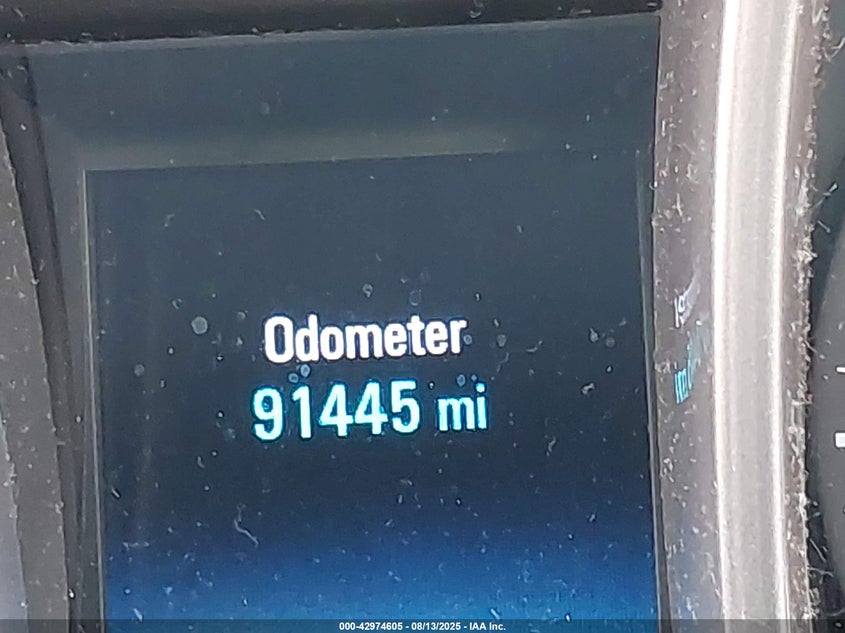 Odometer
91445 mi
000-42974605 - 08/13/2025 - IAA Inc.